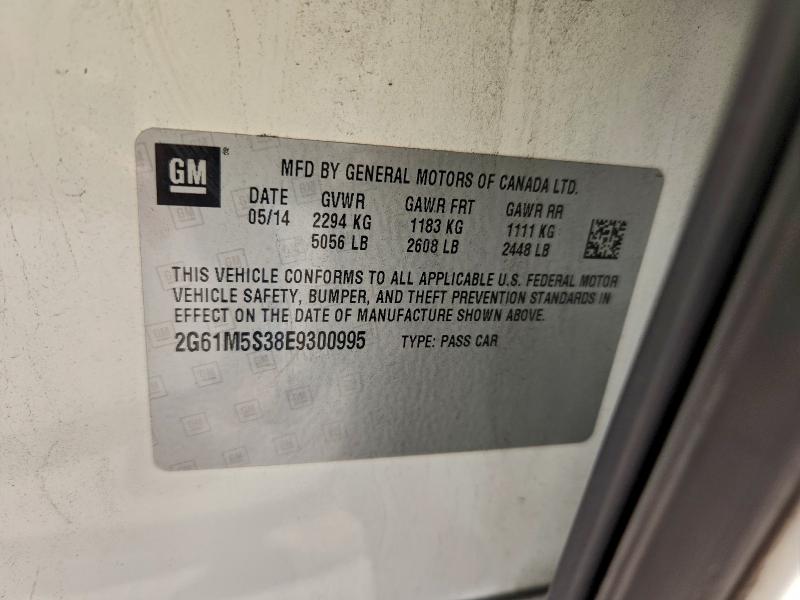 GM ®
MFD BY GENERAL MOTORS OF CANADA LTD.
DATE GVWR GAWR FRT GAWR RR
05/14 2294 KG 1183 KG 1111 KG
5056 LB 2608 LB 2448 LB
THIS VEHICLE CONFORMS TO ALL APPLICABLE U.S. FEDERAL MOTOR
VEHICLE SAFETY, BUMPER, AND THEFT PREVENTION STANDARDS IN
EFFECT ON THE DATE OF MANUFACTURE SHOWN ABOVE.
2G61M5S38E9300995 TYPE: PASS CAR